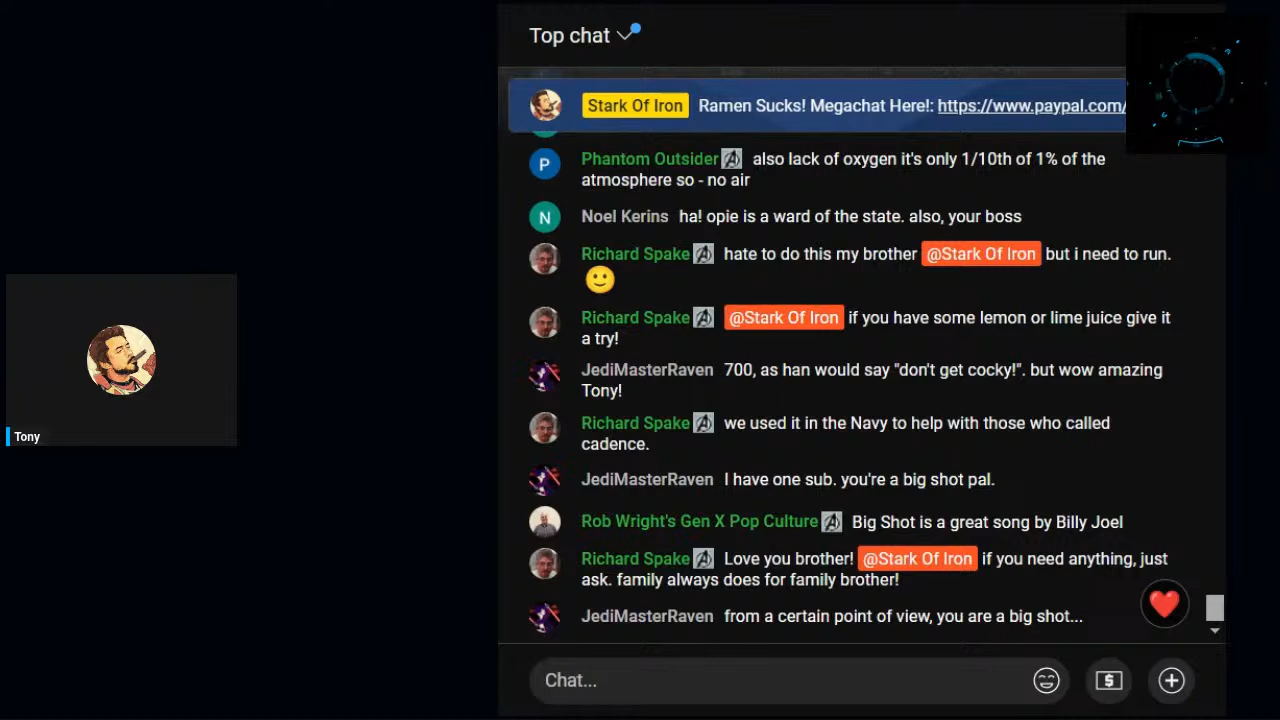 Top chat
Stark Of Iron Ramen Sucks! Megachat Here!: https://www.paypal.com/
Phantom Outsider also lack of oxygen it's only 1/10th of 1% of the
atmosphere so - no air
N Noel Kerins ha! opie is a ward of the state. also, your boss
Richard Spake hate to do this my brother @Stark Of Iron but i need to run.
Richard Spake @Stark Of Iron if you have some lemon or lime juice give it
a try!
JediMasterRaven 700, as han would say "don't get cocky!". but wow amazing
Tony!
Richard Spake we used it in the Navy to help with those who called
cadence.
JediMasterRaven I have one sub. you're a big shot pal.
Rob Wright's Gen X Pop Culture Big Shot is a great song by Billy Joel
Richard Spake Love you brother! @Stark Of Iron if you need anything, just
ask. family always does for family brother!
JediMasterRaven from a certain point of view, you are a big shot...
Chat...
P
Tony